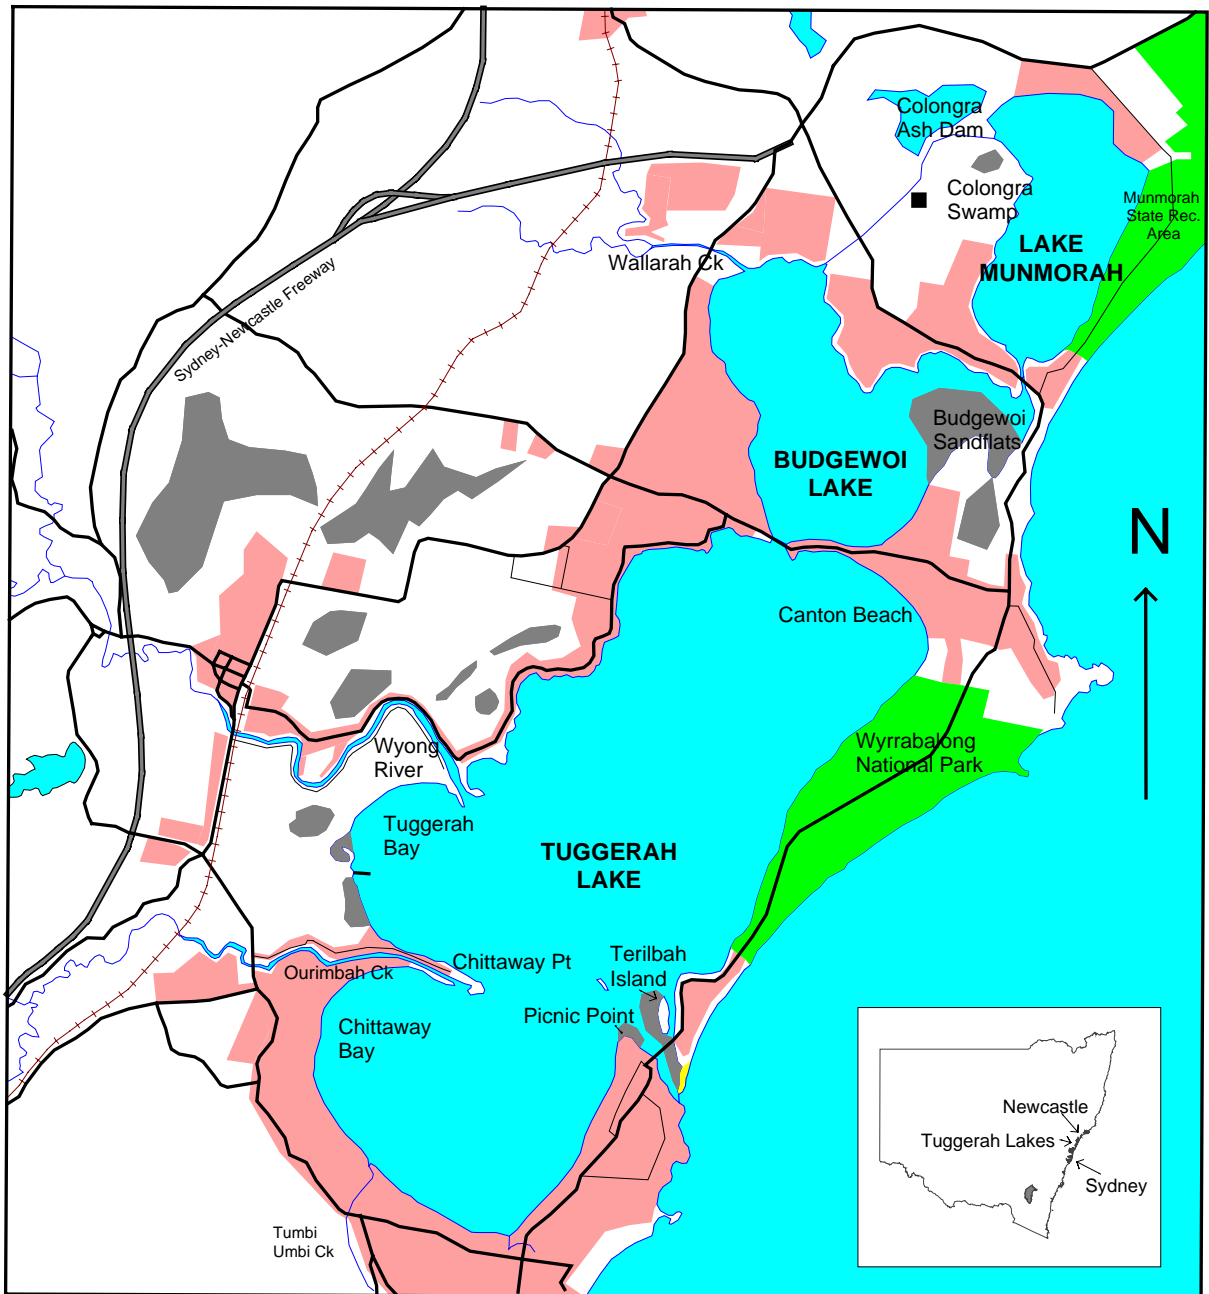 Colongra
Ash Dam
Colongra
Swamp
Munmorah
State Rec.
Area
LAKE
MUNMORAH
Wallarah Ck
Sydney-Newcastle Freeway
Budgewoi
Sandflats
BUDGEWOI
LAKE
N
Canton Beach
Wyong
River
Wyrrabalong
National Park
Tuggerah
Bay
TUGGERAH
LAKE
Terilbah
Island
Chittaway Pt
Ourimbah Ck
Picnic Point
Chittaway
Bay
Newcastle
Tuggerah Lakes
Sydney
Tumbi
Umbi Ck